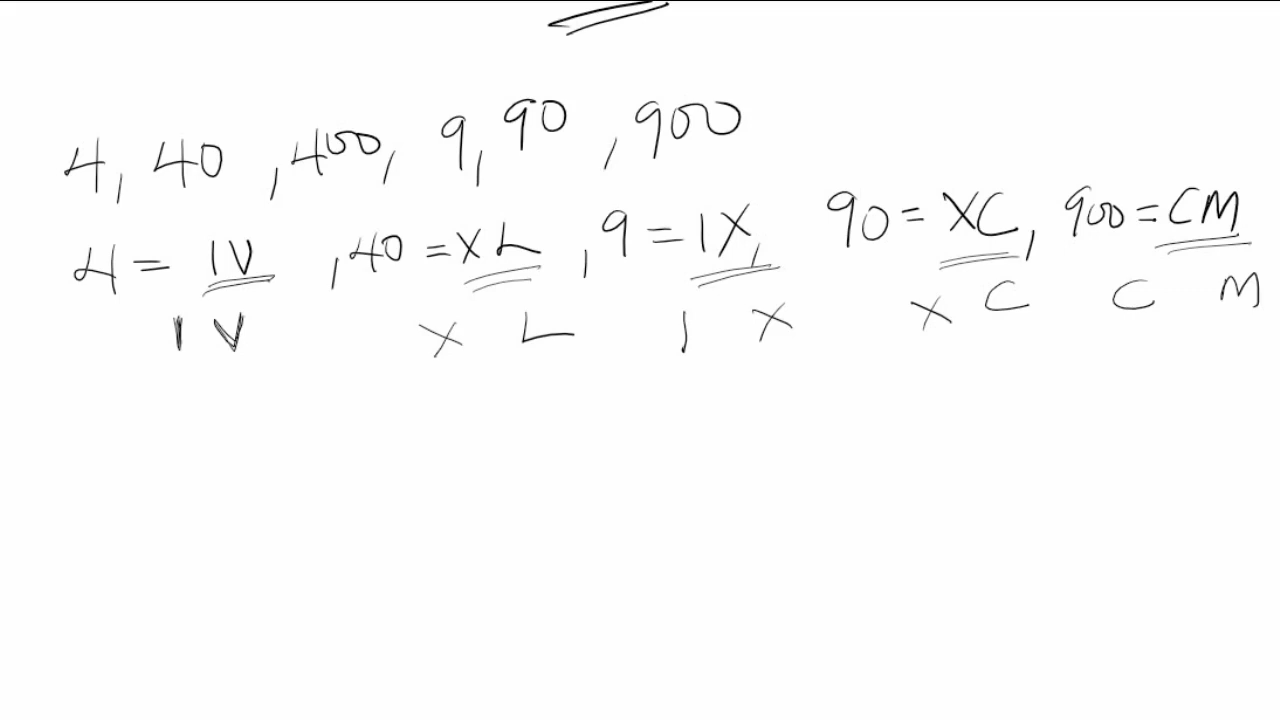 4, 40 , 400, 9, 90 , 900
4 = IV , 40 = XL , 9 = IX, 90 = XC, 900 = CM
I V X L I X X C C M